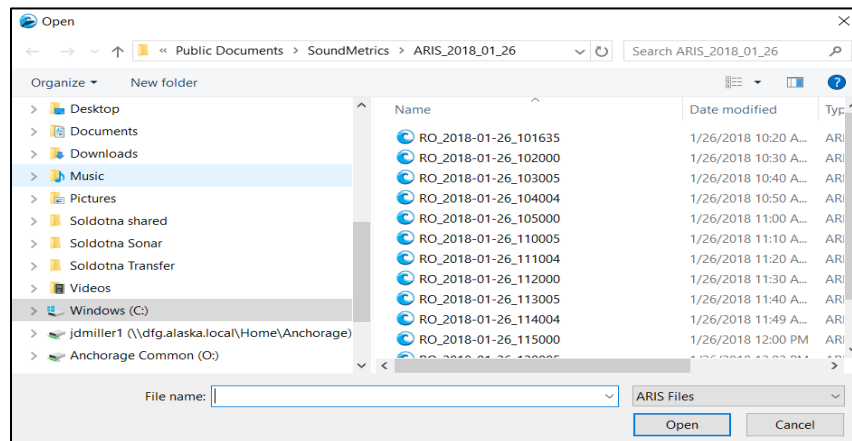 Open
« Public Documents > SoundMetrics > ARIS_2018_01_26
Search ARIS_2018_01_26
Organize
New folder
Desktop
Documents
Downloads
Music
Pictures
Soldotna shared
Soldotna Sonar
Soldotna Transfer
Videos
Windows (C:)
jdmiller1 (\\dfg.alaska.local\Home\Anchorage)
Anchorage Common (O:)
Name Date modified Typ
RO_2018-01-26_101635 1/26/2018 10:20 A... ARI
RO_2018-01-26_102000 1/26/2018 10:30 A... ARI
RO_2018-01-26_103005 1/26/2018 10:40 A... ARI
RO_2018-01-26_104004 1/26/2018 10:50 A... ARI
RO_2018-01-26_105000 1/26/2018 11:00 A... ARI
RO_2018-01-26_110005 1/26/2018 11:10 A... ARI
RO_2018-01-26_111004 1/26/2018 11:20 A... ARI
RO_2018-01-26_112000 1/26/2018 11:30 A... ARI
RO_2018-01-26_113005 1/26/2018 11:40 A... ARI
RO_2018-01-26_114004 1/26/2018 11:49 A... ARI
RO_2018-01-26_115000 1/26/2018 12:00 PM ARI
File name:
ARIS Files
Open
Cancel